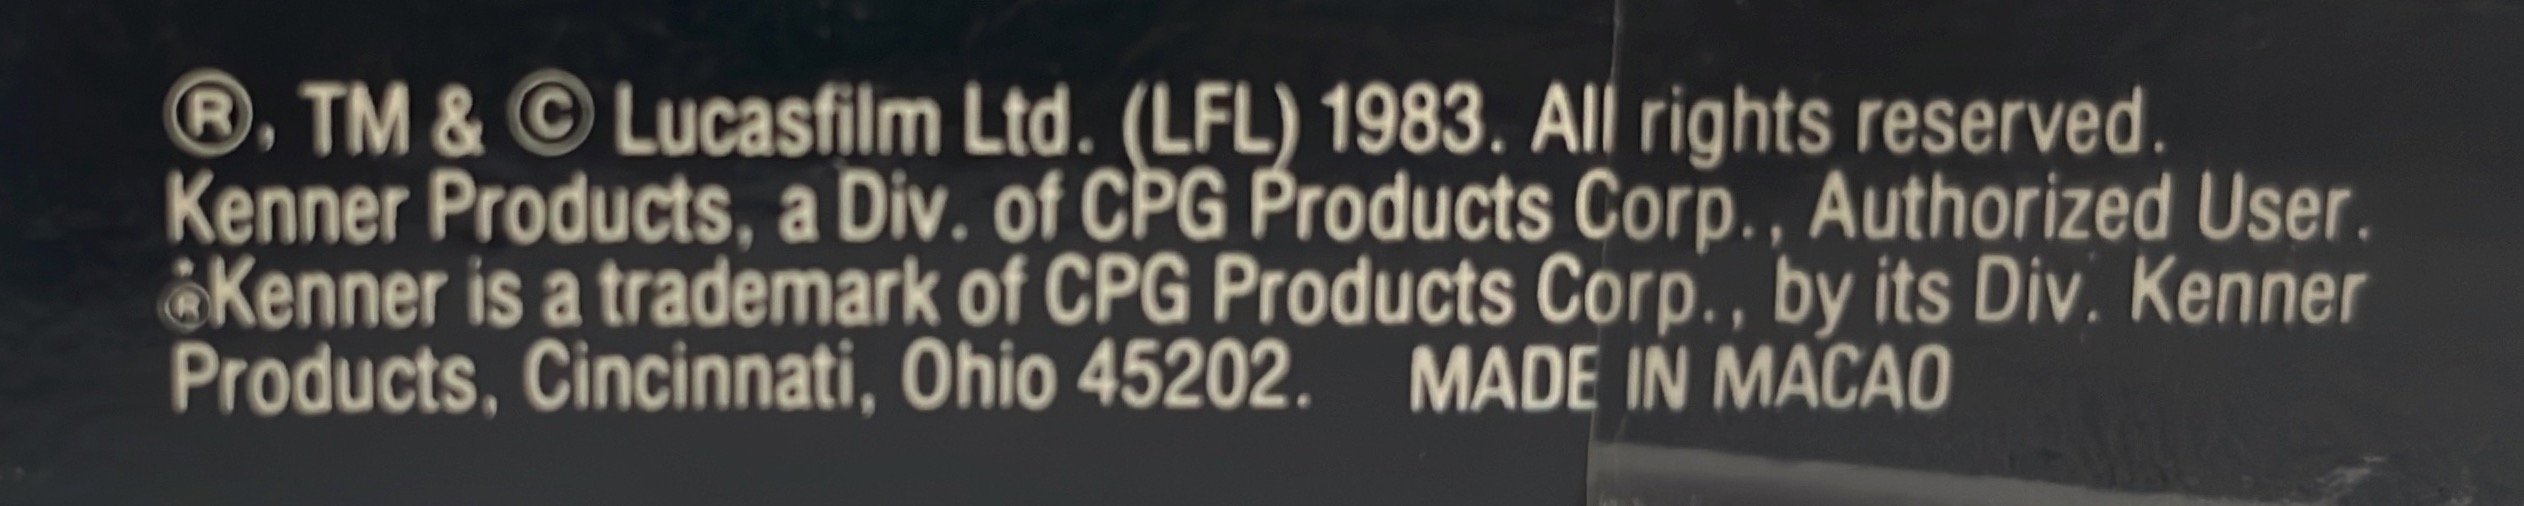 ®, TM & © Lucasfilm Ltd. (LFL) 1983. All rights reserved.
Kenner Products, a Div. of CPG Products Corp., Authorized User.
*®Kenner is a trademark of CPG Products Corp., by its Div. Kenner
Products, Cincinnati, Ohio 45202. MADE IN MACAO